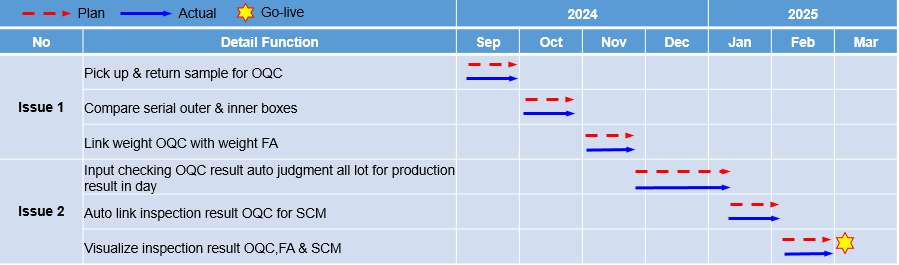 Plan Actual Go-live 2024 2025
No Detail Function Sep Oct Nov Dec Jan Feb Mar
Issue 1
Pick up & return sample for OQC
Compare serial outer & inner boxes
Link weight OQC with weight FA
Issue 2
Input checking OQC result auto judgment all lot for production
result in day
Auto link inspection result OQC for SCM
Visualize inspection result OQC,FA & SCM